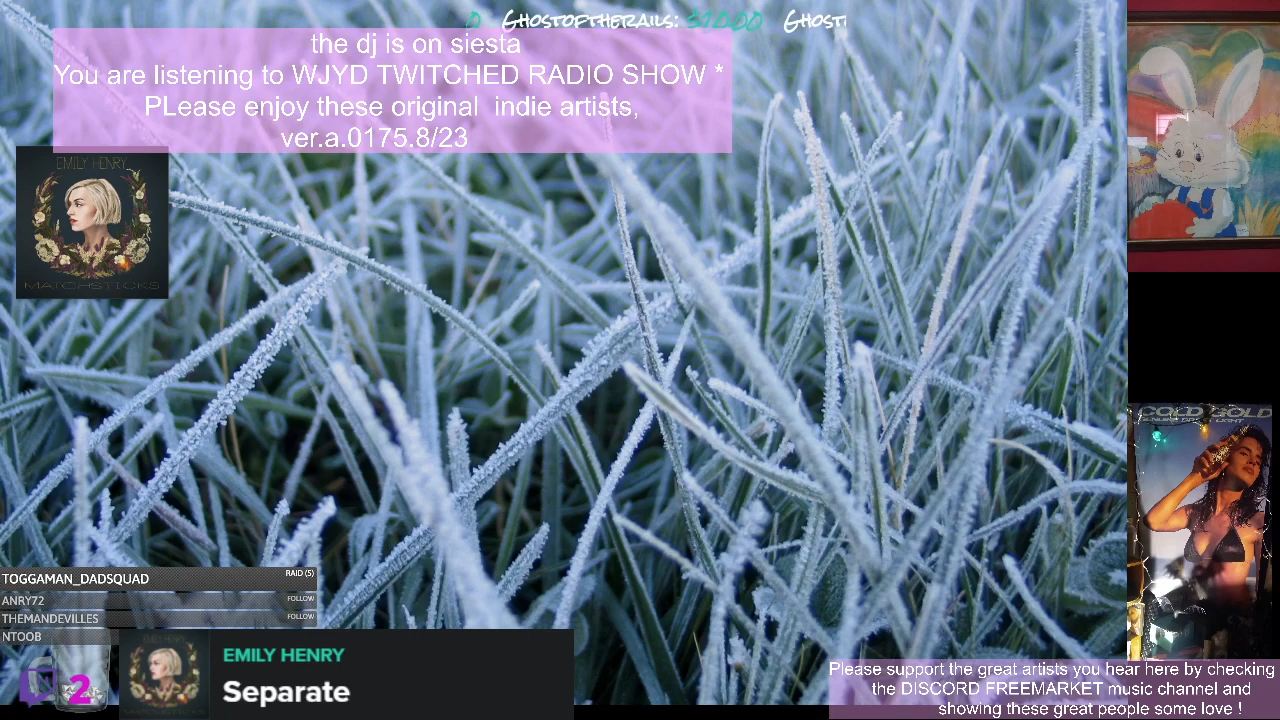 Ghostoftherails: $20.00 Ghost
the dj is on siesta
You are listening to WJYD TWITCHED RADIO SHOW *
PLease enjoy these original indie artists,
ver.a.0175.8/23
EMILY HENRY
MATCHSTICKS
COLD GOLD
TOGGAMAN_DADSQUAD RAID (5)
ANRY72 FOLLOW
THEMANDEVILLES FOLLOW
NTOOB
2
EMILY HENRY
Separate
Please support the great artists you hear here by checking
the DISCORD FREEMARKET music channel and
showing these great people some love !